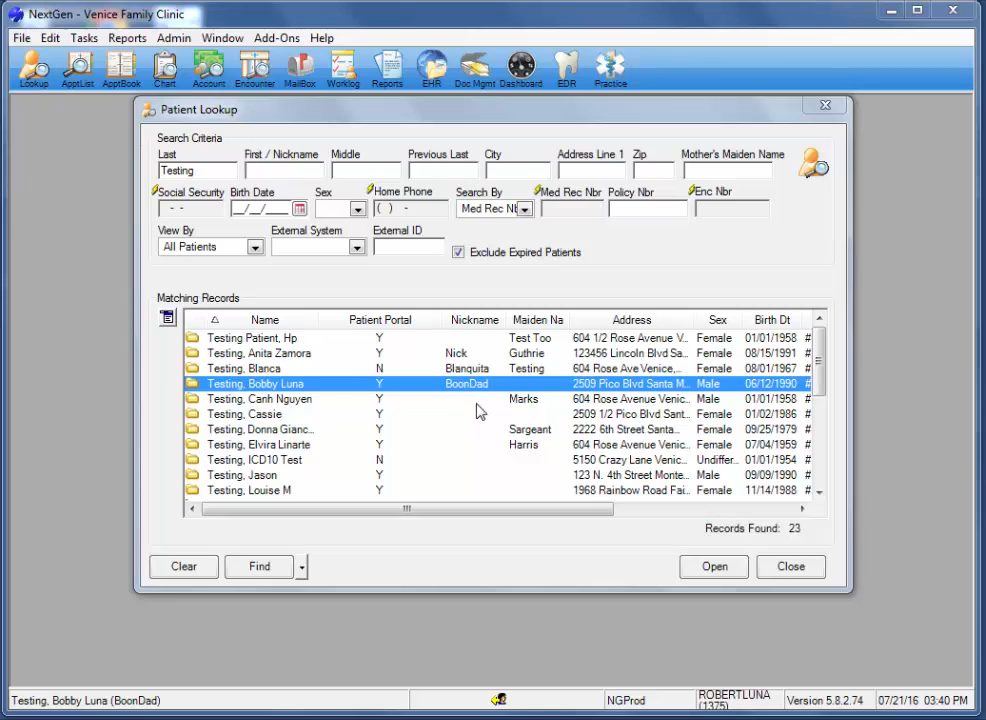 NextGen - Venice Family Clinic
File Edit Tasks Reports Admin Window Add-Ons Help
Lookup ApptList ApptBook Chart Account Encounter MailBox Worklog Reports EHR Doc Mgmt Dashboard EDR Practice
Patient Lookup
Search Criteria
Last First / Nickname Middle Previous Last City Address Line 1 Zip Mother's Maiden Name
Testing
Social Security Birth Date Sex Home Phone Search By Med Rec Nbr Policy Nbr Enc Nbr
- - __/__/____ ( ) - Med Rec Nb
View By External System External ID
All Patients Exclude Expired Patients
Matching Records
Name Patient Portal Nickname Maiden Na Address Sex Birth Dt
Testing Patient, Hp Y Test Too 604 1/2 Rose Avenue V... Female 01/01/1958 #
Testing, Anita Zamora Y Nick Guthrie 123456 Lincoln Blvd Sa... Female 08/15/1991 #
Testing, Blanca N Blanquita Testing 604 Rose Ave Venice,... Female 08/01/1967 #
Testing, Bobby Luna Y BoonDad 2509 Pico Blvd Santa M... Male 06/12/1990 #
Testing, Canh Nguyen Y Marks 604 Rose Avenue Venic... Male 01/01/1958 #
Testing, Cassie Y 2509 1/2 Pico Blvd Sant... Female 01/02/1986 #
Testing, Donna Gianc... Y Sargeant 2222 6th Street Santa... Female 09/25/1979 #
Testing, Elvira Linarte Y Harris 604 Rose Avenue Venic... Female 07/04/1959 #
Testing, ICD10 Test N 5150 Crazy Lane Venic... Undiffer... 01/01/1954 #
Testing, Jason Y 123 N. 4th Street Monte... Male 09/09/1990 #
Testing, Louise M Y 1968 Rainbow Road Fai... Female 11/14/1988 #
Records Found: 23
Clear Find Open Close
Testing, Bobby Luna (BoonDad) NGProd ROBERTLUNA (1375) Version 5.8.2.74 07/21/16 03:40 PM